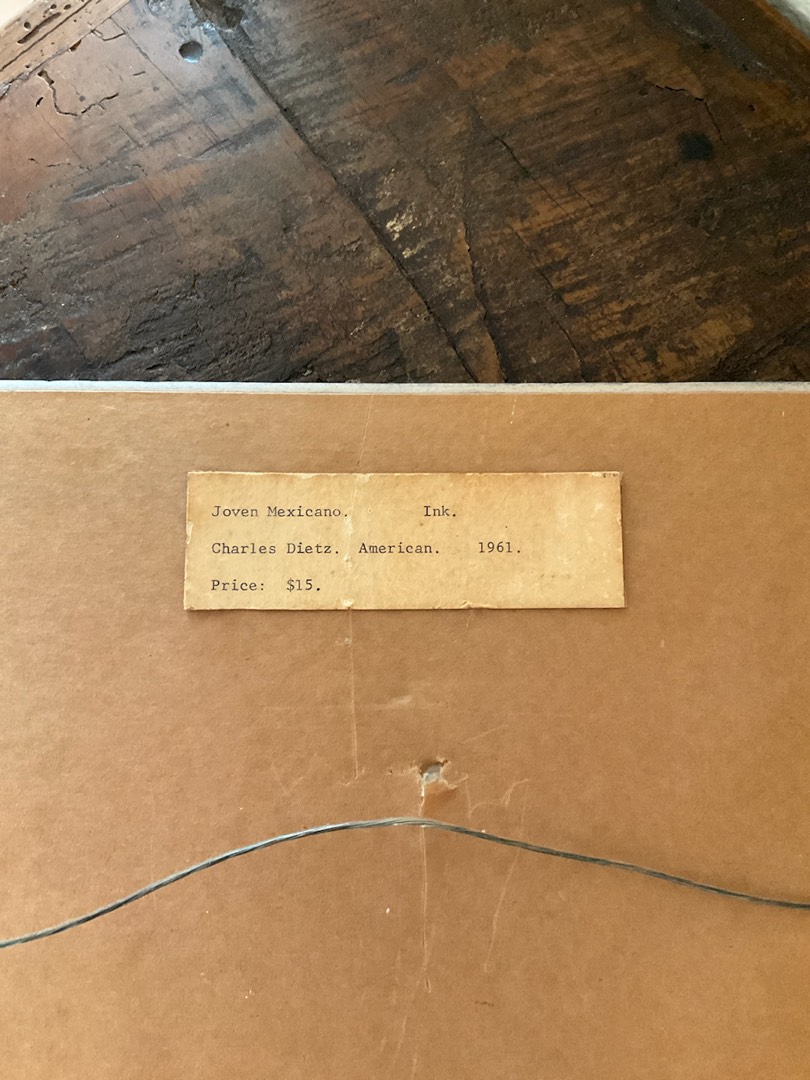 Joven Mexicano. Ink.
Charles Dietz. American. 1961.
Price: $15.